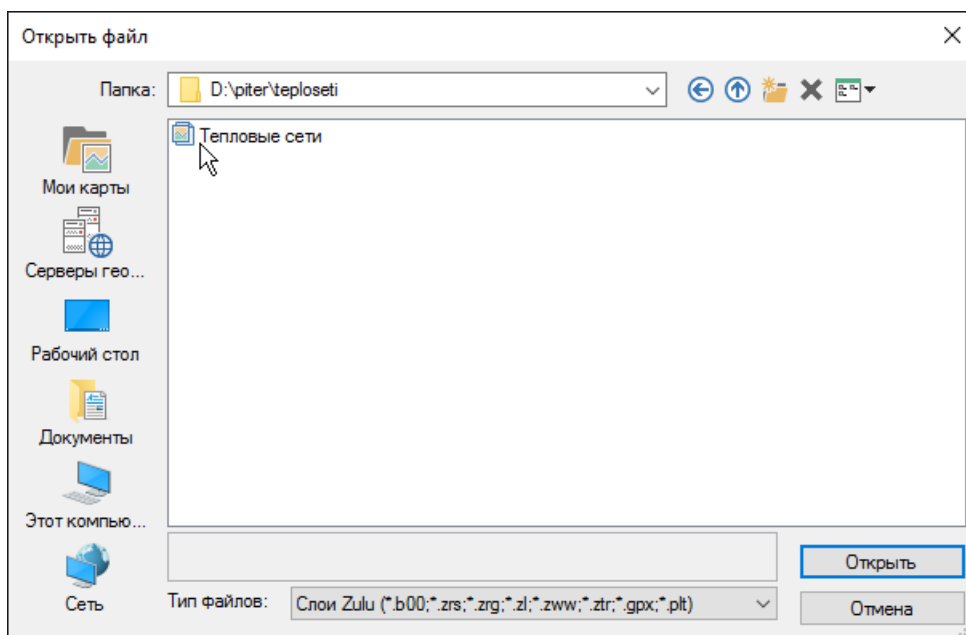 Открыть файл
Папка: D:\piter\teploseti
Тепловые сети
Мои карты
Серверы гео...
Рабочий стол
Документы
Этот компью...
Сеть
Открыть
Тип файлов: Слои Zulu (*.b00;*.zrs;*.zrg;*.zl;*.zww;*.ztr;*.gpx;*.plt)
Отмена